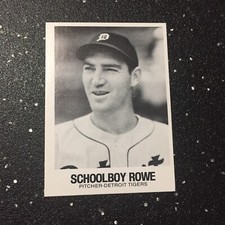 D
SCHOOLBOY ROWE
PITCHER-DETROIT TIGERS